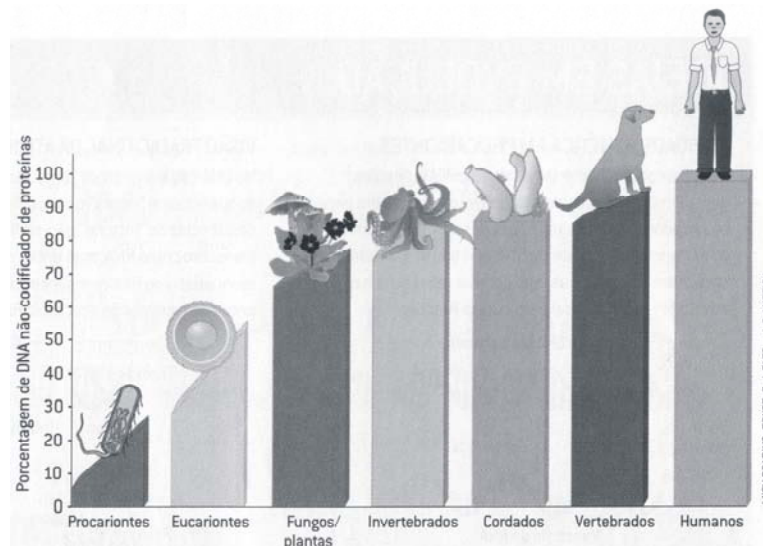 Porcentagem de DNA não-codificador de proteínas
100
90
80
70
60
50
40
30
20
10
0
Procariontes
Eucariontes
Fungos/
plantas
Invertebrados
Cordados
Vertebrados
Humanos